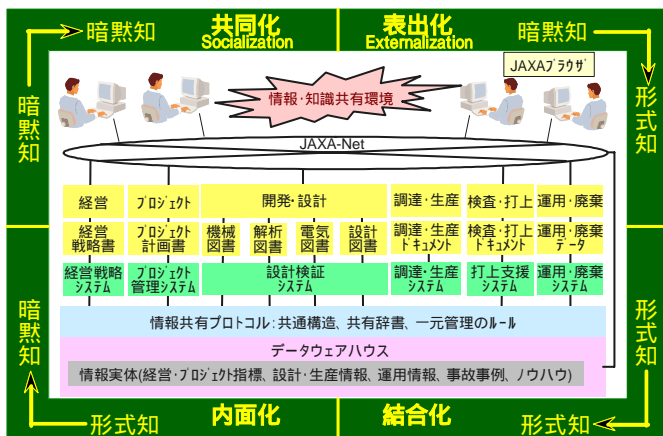 共同化
Socialization
表出化
Externalization
暗黙知
暗黙知
暗黙知
形式知
JAXAブラウザ
情報・知識共有環境
JAXA-Net
経営
プロジェクト
開発・設計
調達・生産
検査・打上
運用・廃棄
経営
戦略書
プロジェクト
計画書
機械
図書
解析
図書
電気
図書
設計
図書
調達・生産
ドキュメント
検査・打上
ドキュメント
運用・廃棄
データ
経営戦略
システム
プロジェクト
管理システム
設計検証
システム
調達・生産
システム
打上支援
システム
運用・廃棄
システム
情報共有プロトコル：共通構造、共有辞書、一元管理のルール
データウェアハウス
情報実体(経営・プロジェクト指標、設計・生産情報、運用情報、事故事例、ノウハウ)
暗黙知
形式知
形式知
内面化
結合化
形式知